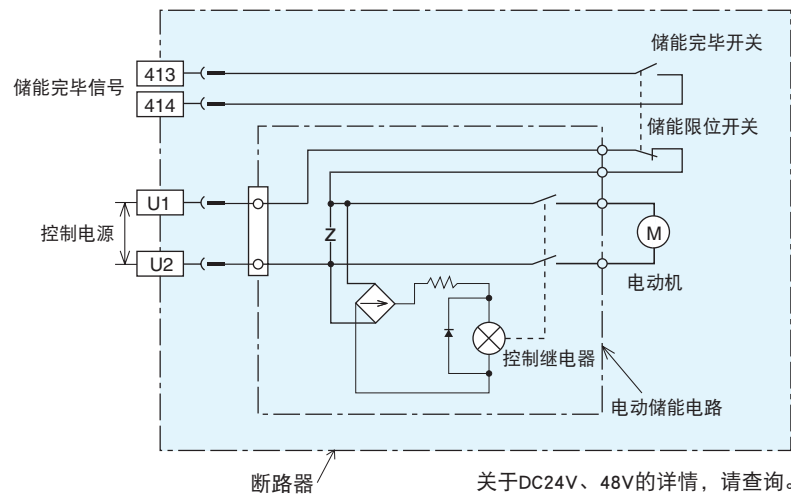 储能完毕开关
413
储能完毕信号
414
储能限位开关
U1
控制电源
Z
M
U2
电动机
控制继电器
电动储能电路
断路器
关于DC24V、48V的详情，请查询。